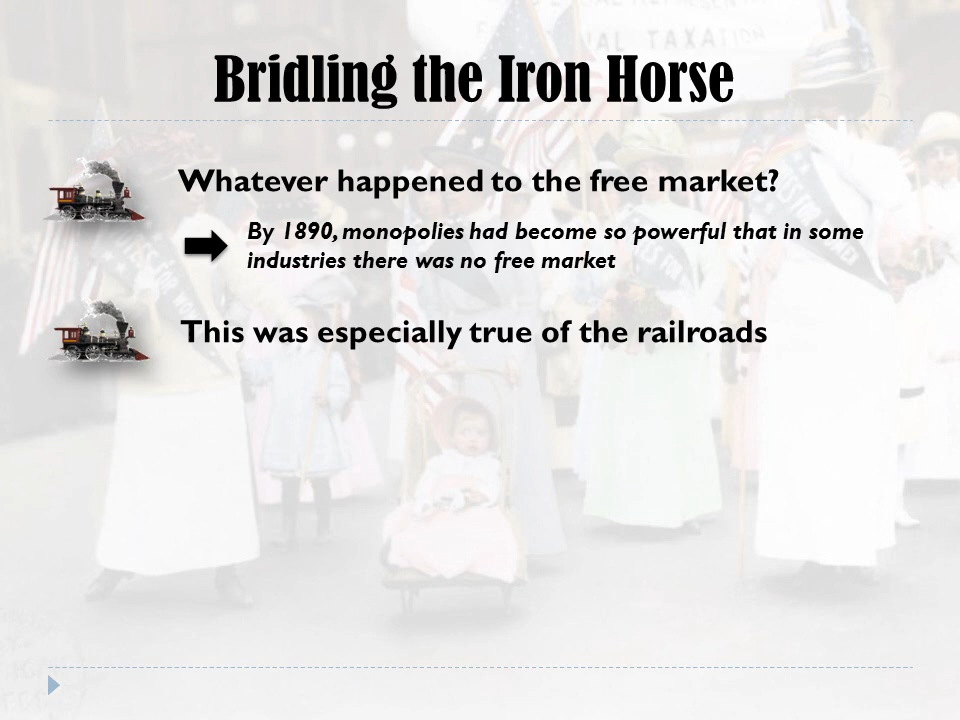 Bridling the Iron Horse
Whatever happened to the free market?
By 1890, monopolies had become so powerful that in some
industries there was no free market
This was especially true of the railroads
TAXATION